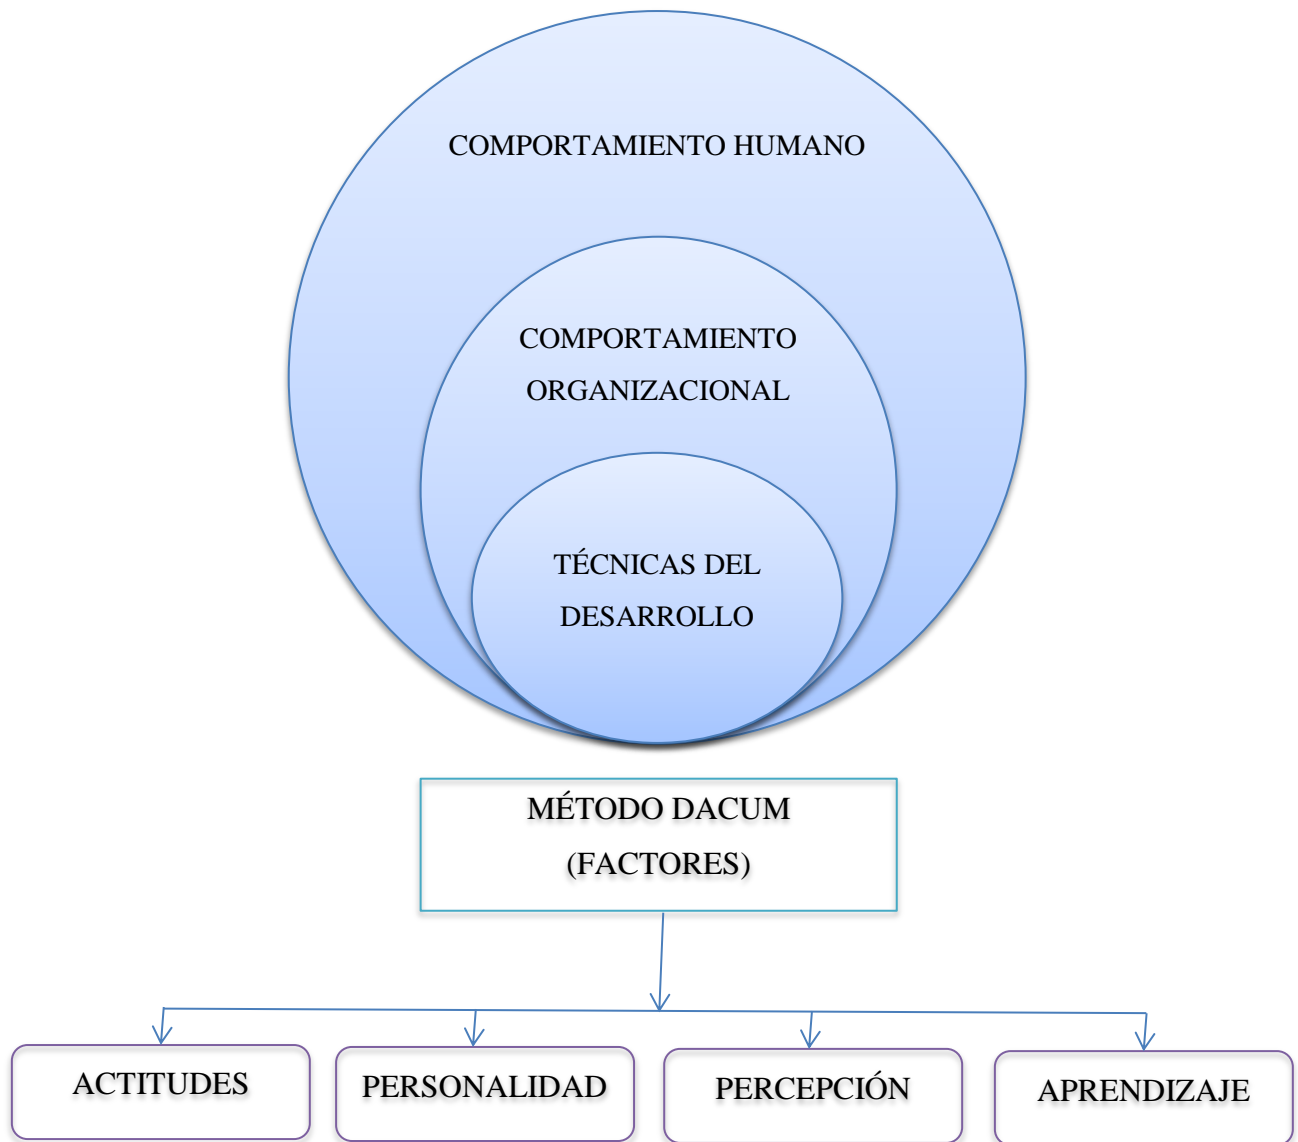 COMPORTAMIENTO HUMANO
COMPORTAMIENTO
ORGANIZACIONAL
TÉCNICAS DEL
DESARROLLO
MÉTODO DACUM
(FACTORES)
ACTITUDES
PERSONALIDAD
PERCEPCIÓN
APRENDIZAJE